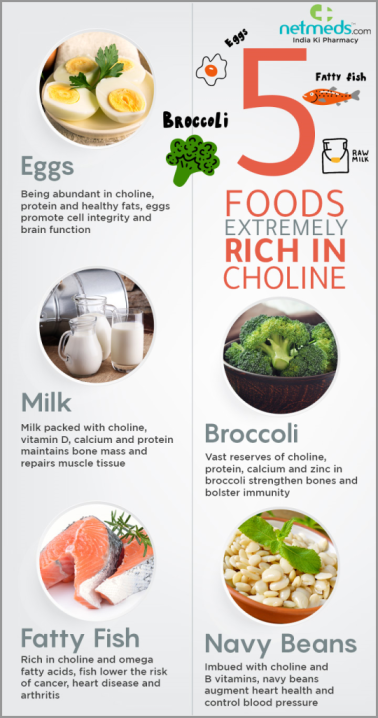 netmeds.com
India Ki Pharmacy
Eggs
Fatty fish
Broccoli
RAW
MILK
5
FOODS
EXTREMELY
RICH IN
CHOLINE
Eggs
Being abundant in choline,
protein and healthy fats, eggs
promote cell integrity and
brain function
Milk
Milk packed with choline,
vitamin D, calcium and protein
maintains bone mass and
repairs muscle tissue
Broccoli
Vast reserves of choline,
protein, calcium and zinc in
broccoli strengthen bones and
bolster immunity
Fatty Fish
Rich in choline and omega
fatty acids, fish lower the risk
of cancer, heart disease and
arthritis
Navy Beans
Imbued with choline and
B vitamins, navy beans
augment heart health and
control blood pressure